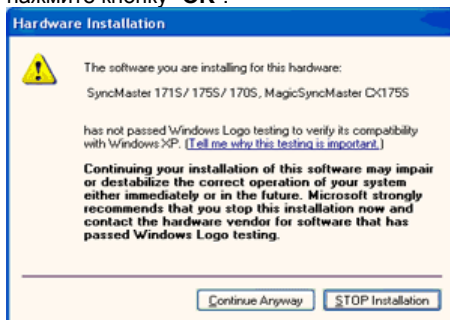 нажмите кнопку "OK".
Hardware Installation
The software you are installing for this hardware:
SyncMaster 171S/ 175S/ 170S, MagicSyncMaster CX175S
has not passed Windows Logo testing to verify its compatibility
with Windows XP. (Tell me why this testing is important.)
Continuing your installation of this software may impair
or destabilize the correct operation of your system
either immediately or in the future. Microsoft strongly
recommends that you stop this installation now and
contact the hardware vendor for software that has
passed Windows Logo testing.
Continue Anyway
STOP Installation